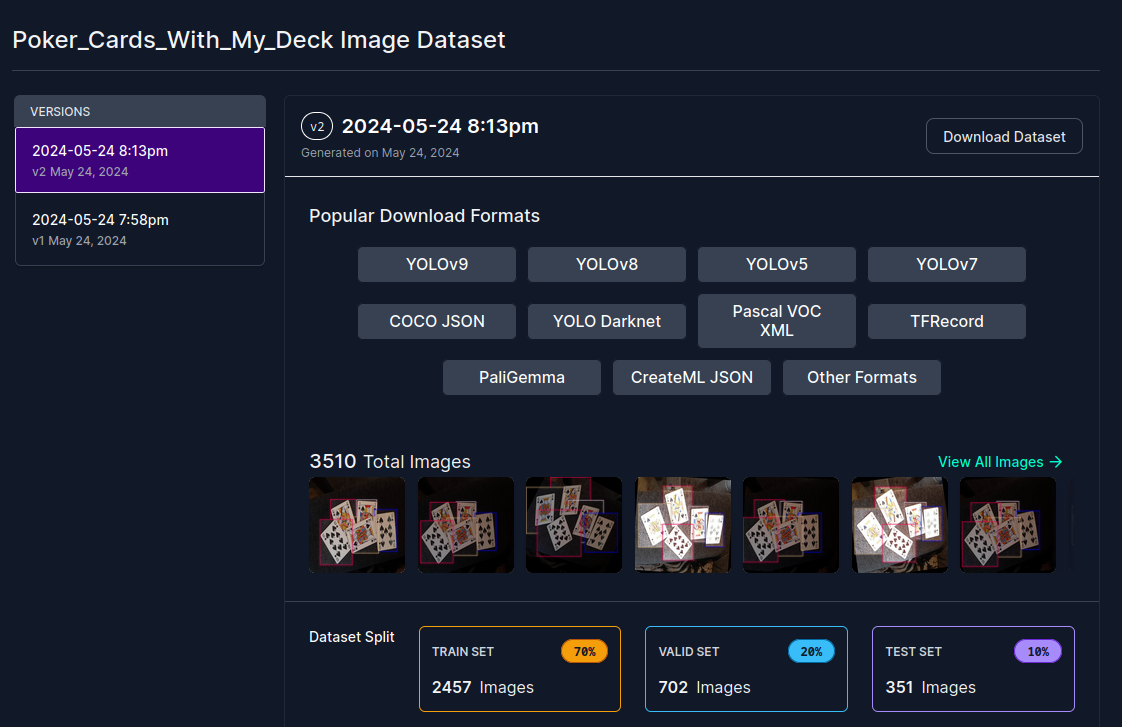 Poker_Cards_With_My_Deck Image Dataset
VERSIONS
2024-05-24 8:13pm
v2 May 24, 2024
2024-05-24 7:58pm
v1 May 24, 2024
v2 2024-05-24 8:13pm
Generated on May 24, 2024
Download Dataset
Popular Download Formats
YOLOv9
YOLOv8
YOLOv5
YOLOv7
COCO JSON
YOLO Darknet
Pascal VOC
XML
TFRecord
PaliGemma
CreateML JSON
Other Formats
3510 Total Images
View All Images →
Dataset Split
TRAIN SET 70%
2457 Images
VALID SET 20%
702 Images
TEST SET 10%
351 Images